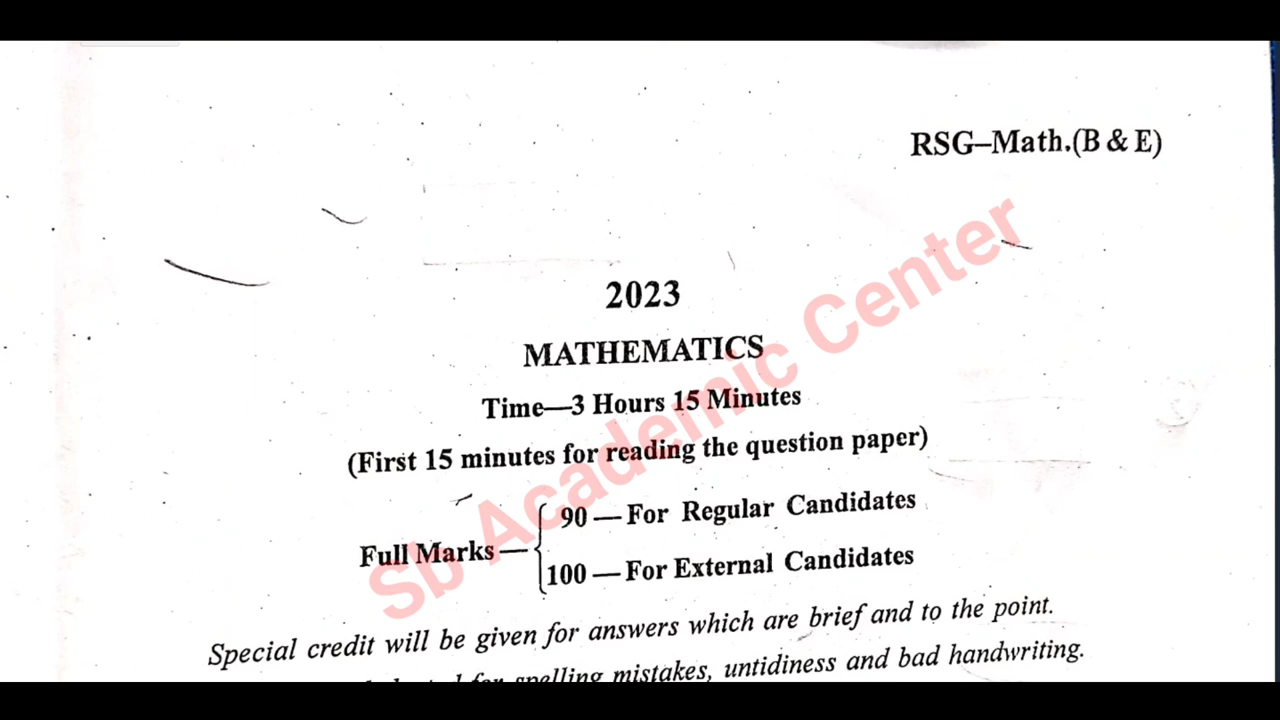 RSG–Math.(B & E)
2023
MATHEMATICS
Time—3 Hours 15 Minutes
(First 15 minutes for reading the question paper)
90 — For Regular Candidates
Full Marks —
100 — For External Candidates
Special credit will be given for answers which are brief and to the point.
for spelling mistakes, untidiness and bad handwriting.
Sb Academic Center